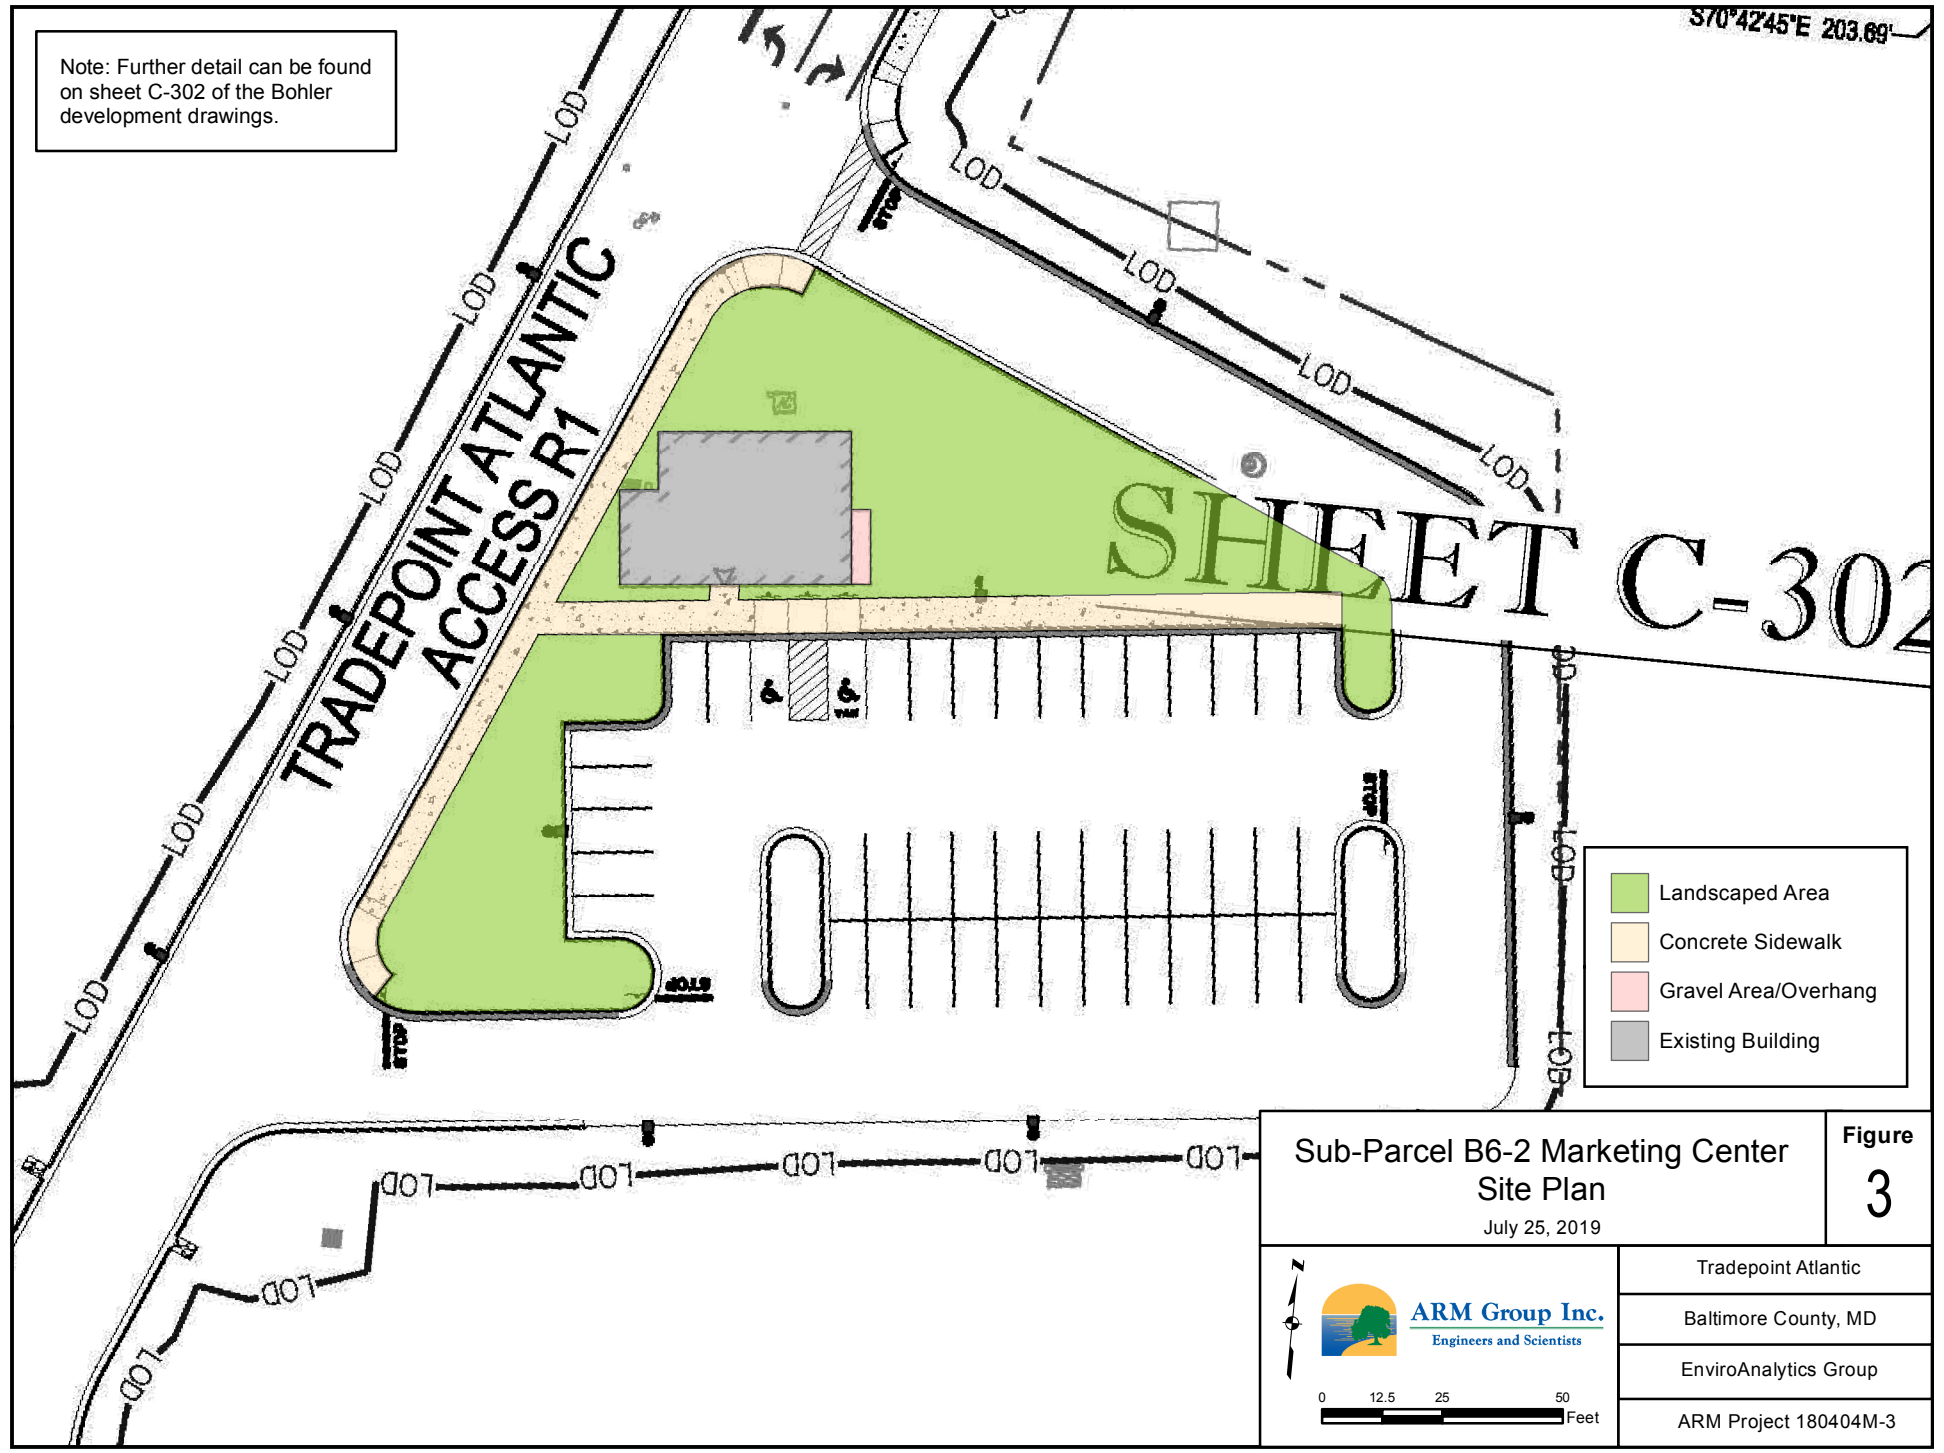 Note: Further detail can be found
on sheet C-302 of the Bohler
development drawings.
S70°42'45"E 203.69'
LOD
LOD
LOD
LOD
LOD
LOD
LOD
LOD
LOD
LOD
LOD
STOP
TRADEPOINT ATLANTIC
ACCESS R1
SHEET C-302
STOP
STOP
STOP
LOD
LOD
LOD
LOD
LOD
LOD
LOD
LOD
LOD
Landscaped Area
Concrete Sidewalk
Gravel Area/Overhang
Existing Building
Sub-Parcel B6-2 Marketing Center
Site Plan
July 25, 2019
Figure
3
N
ARM Group Inc.
Engineers and Scientists
0 12.5 25 50
Feet
Tradepoint Atlantic
Baltimore County, MD
EnviroAnalytics Group
ARM Project 180404M-3